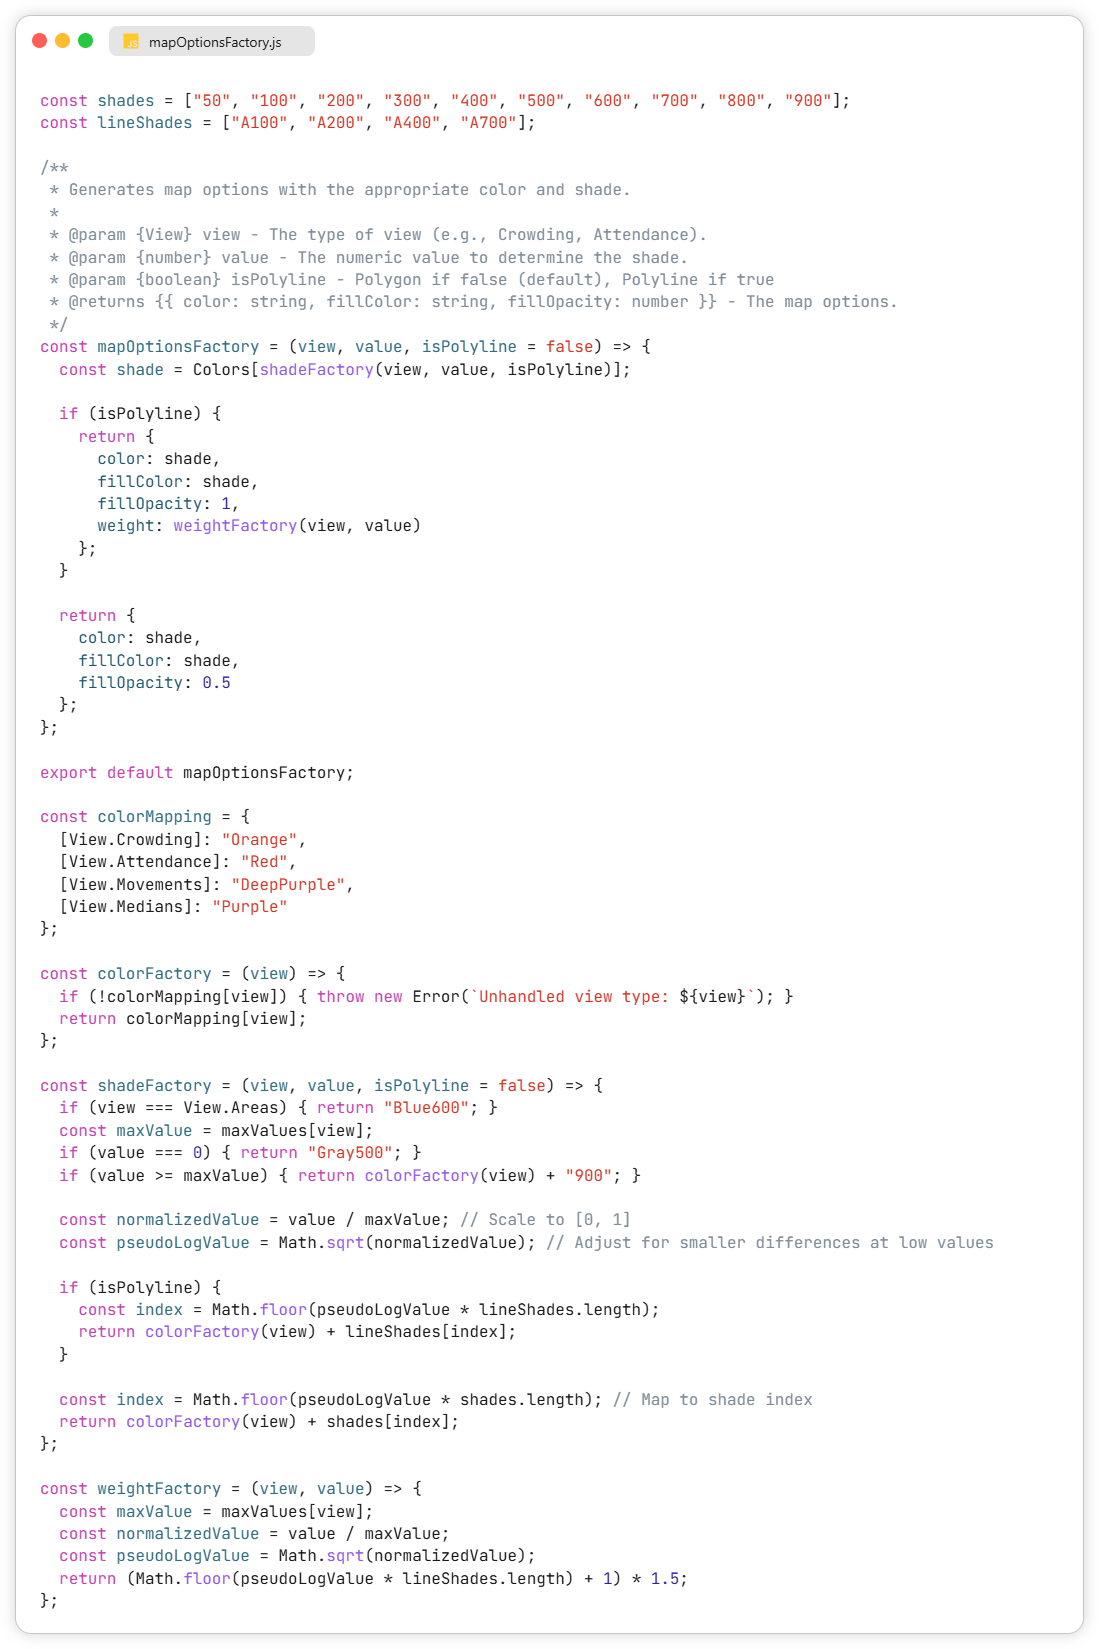 JS mapOptionsFactory.js
const shades = ["50", "100", "200", "300", "400", "500", "600", "700", "800", "900"];
const lineShades = ["A100", "A200", "A400", "A700"];
/**
 * Generates map options with the appropriate color and shade.
 *
 * @param {View} view - The type of view (e.g., Crowding, Attendance).
 * @param {number} value - The numeric value to determine the shade.
 * @param {boolean} isPolyline - Polygon if false (default), Polyline if true
 * @returns {{ color: string, fillColor: string, fillOpacity: number }} - The map options.
 */
const mapOptionsFactory = (view, value, isPolyline = false) => {
  const shade = Colors[shadeFactory(view, value, isPolyline)];
  if (isPolyline) {
    return {
      color: shade,
      fillColor: shade,
      fillOpacity: 1,
      weight: weightFactory(view, value)
    };
  }
  return {
    color: shade,
    fillColor: shade,
    fillOpacity: 0.5
  };
};
export default mapOptionsFactory;
const colorMapping = {
  [View.Crowding]: "Orange",
  [View.Attendance]: "Red",
  [View.Movements]: "DeepPurple",
  [View.Medians]: "Purple"
};
const colorFactory = (view) => {
  if (!colorMapping[view]) { throw new Error(`Unhandled view type: ${view}`); }
  return colorMapping[view];
};
const shadeFactory = (view, value, isPolyline = false) => {
  if (view === View.Areas) { return "Blue600"; }
  const maxValue = maxValues[view];
  if (value === 0) { return "Gray500"; }
  if (value >= maxValue) { return colorFactory(view) + "900"; }
  const normalizedValue = value / maxValue; // Scale to [0, 1]
  const pseudoLogValue = Math.sqrt(normalizedValue); // Adjust for smaller differences at low values
  if (isPolyline) {
    const index = Math.floor(pseudoLogValue * lineShades.length);
    return colorFactory(view) + lineShades[index];
  }
  const index = Math.floor(pseudoLogValue * shades.length); // Map to shade index
  return colorFactory(view) + shades[index];
};
const weightFactory = (view, value) => {
  const maxValue = maxValues[view];
  const normalizedValue = value / maxValue;
  const pseudoLogValue = Math.sqrt(normalizedValue);
  return (Math.floor(pseudoLogValue * lineShades.length) + 1) * 1.5;
};